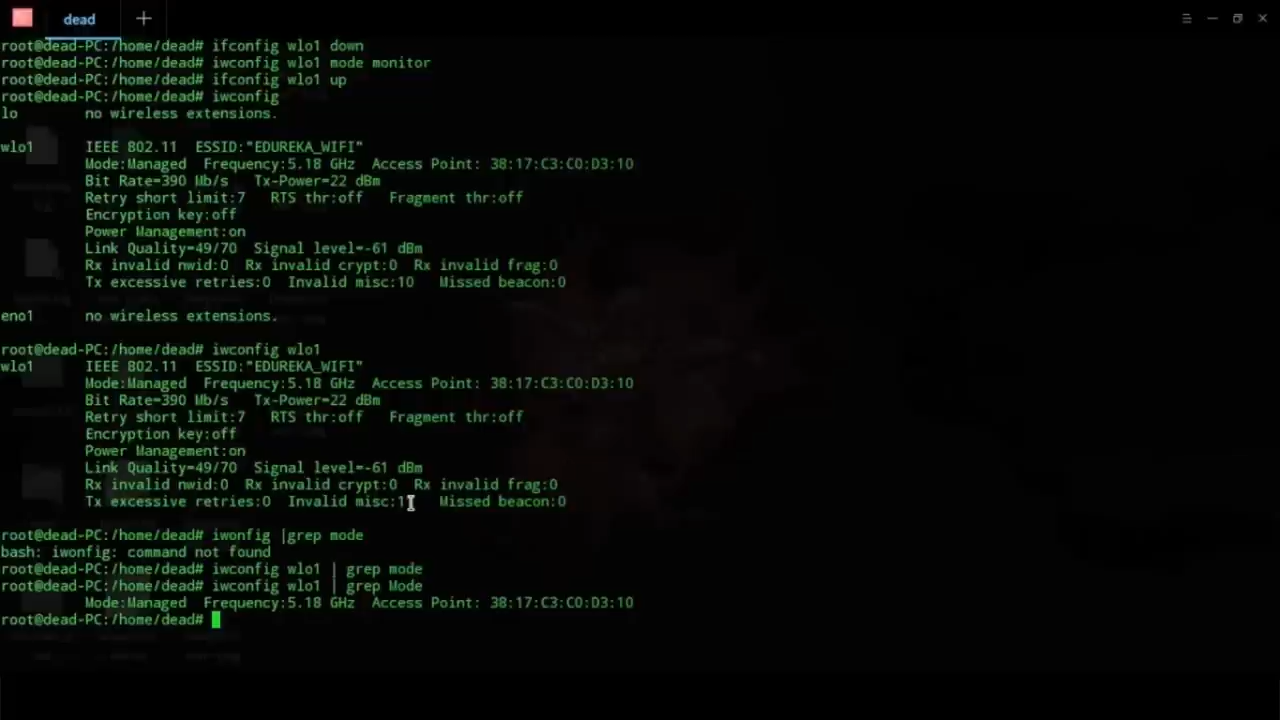 dead
root@dead-PC:/home/dead# ifconfig wlo1 down
root@dead-PC:/home/dead# iwconfig wlo1 mode monitor
root@dead-PC:/home/dead# ifconfig wlo1 up
root@dead-PC:/home/dead# iwconfig
lo        no wireless extensions.
wlo1      IEEE 802.11  ESSID:"EDUREKA_WIFI"
          Mode:Managed  Frequency:5.18 GHz  Access Point: 38:17:C3:C0:D3:10
          Bit Rate=390 Mb/s   Tx-Power=22 dBm
          Retry short limit:7   RTS thr:off   Fragment thr:off
          Encryption key:off
          Power Management:on
          Link Quality=49/70  Signal level=-61 dBm
          Rx invalid nwid:0  Rx invalid crypt:0  Rx invalid frag:0
          Tx excessive retries:0  Invalid misc:10   Missed beacon:0
eno1      no wireless extensions.
root@dead-PC:/home/dead# iwconfig wlo1
wlo1      IEEE 802.11  ESSID:"EDUREKA_WIFI"
          Mode:Managed  Frequency:5.18 GHz  Access Point: 38:17:C3:C0:D3:10
          Bit Rate=390 Mb/s   Tx-Power=22 dBm
          Retry short limit:7   RTS thr:off   Fragment thr:off
          Encryption key:off
          Power Management:on
          Link Quality=49/70  Signal level=-61 dBm
          Rx invalid nwid:0  Rx invalid crypt:0  Rx invalid frag:0
          Tx excessive retries:0  Invalid   Missed beacon:0
root@dead-PC:/home/dead# iwonfig |grep mode
bash: iwonfig: command not found
root@dead-PC:/home/dead# iwconfig wlo1 | grep mode
root@dead-PC:/home/dead# iwconfig wlo1 | grep Mode
          Mode:Managed  Frequency:5.18 GHz  Access Point: 38:17:C3:C0:D3:10
root@dead-PC:/home/dead#